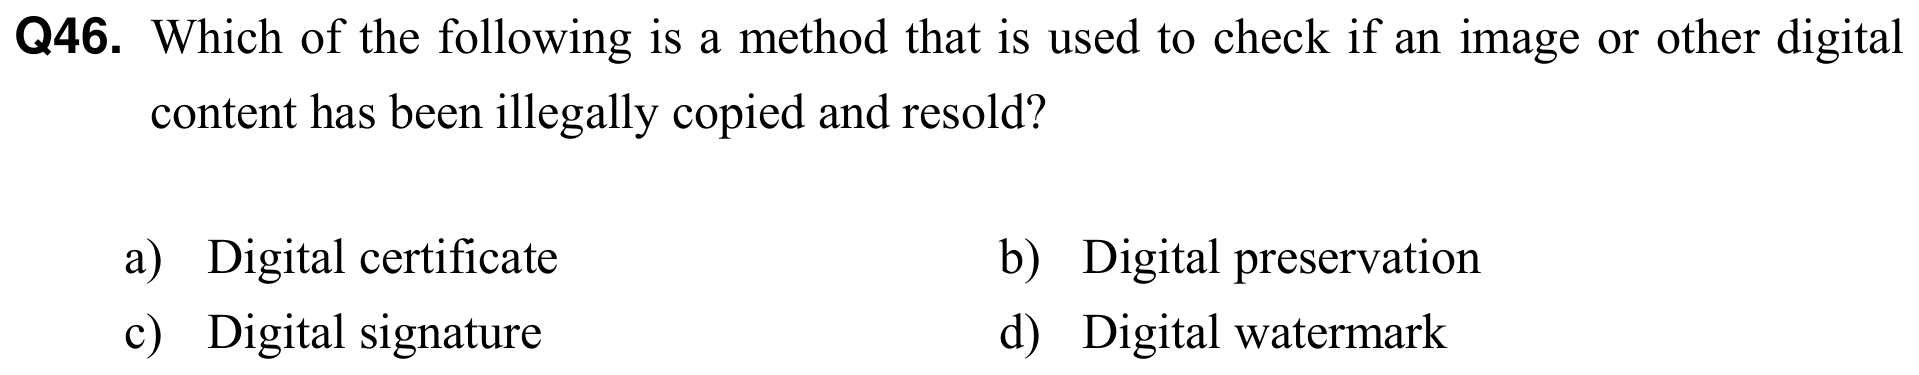 Q46. Which of the following is a method that is used to check if an image or other digital
content has been illegally copied and resold?
a) Digital certificate b) Digital preservation
c) Digital signature d) Digital watermark